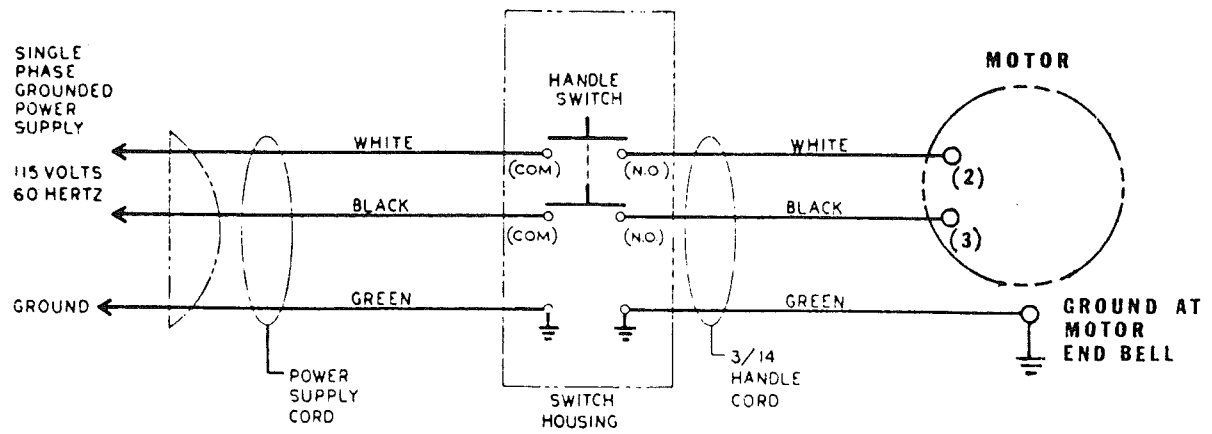 SINGLE
PHASE
GROUNDED
POWER
SUPPLY
115 VOLTS
60 HERTZ
GROUND
WHITE
BLACK
GREEN
POWER
SUPPLY
CORD
HANDLE
SWITCH
(COM)
(N.O)
(COM)
(N.O.)
SWITCH
HOUSING
WHITE
BLACK
GREEN
3/14
HANDLE
CORD
MOTOR
(2)
(3)
GROUND AT
MOTOR
END BELL